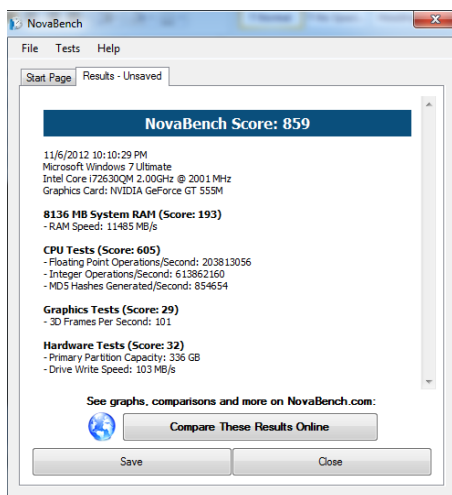 NovaBench
File Tests Help
Start Page Results - Unsaved
NovaBench Score: 859
11/6/2012 10:10:29 PM
Microsoft Windows 7 Ultimate
Intel Core i72630QM 2.00GHz @ 2001 MHz
Graphics Card: NVIDIA GeForce GT 555M
8136 MB System RAM (Score: 193)
- RAM Speed: 11485 MB/s
CPU Tests (Score: 605)
- Floating Point Operations/Second: 203813056
- Integer Operations/Second: 613862160
- MD5 Hashes Generated/Second: 854654
Graphics Tests (Score: 29)
- 3D Frames Per Second: 101
Hardware Tests (Score: 32)
- Primary Partition Capacity: 336 GB
- Drive Write Speed: 103 MB/s
See graphs, comparisons and more on NovaBench.com:
Compare These Results Online
Save Close